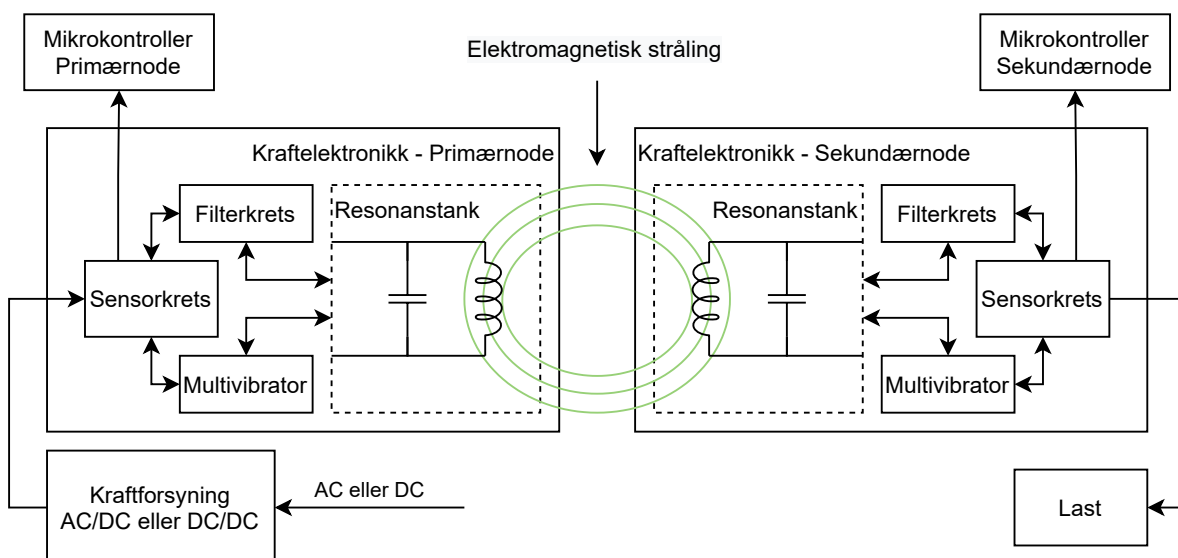 Mikrokontroller
Primærnode
Elektromagnetisk stråling
Mikrokontroller
Sekundærnode
Kraftelektronikk - Primærnode
Kraftelektronikk - Sekundærnode
Filterkrets
Resonanstank
Resonanstank
Filterkrets
Sensorkrets
Sensorkrets
Multivibrator
Multivibrator
Kraftforsyning
AC/DC eller DC/DC
AC eller DC
Last